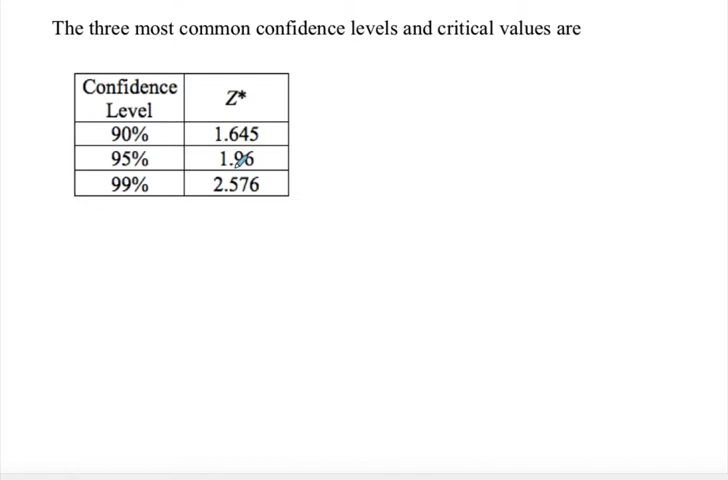 The three most common confidence levels and critical values are
Confidence Level Z*
90% 1.645
95% 1.96
99% 2.576